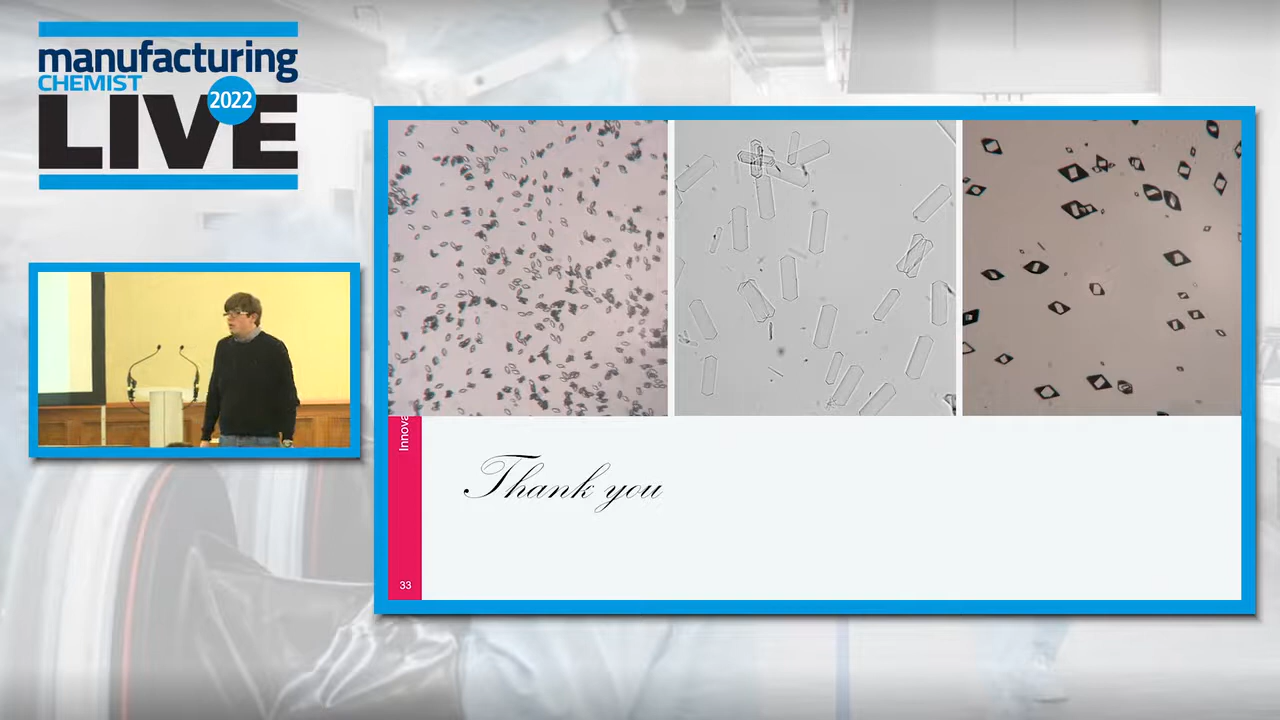 manufacturing
CHEMIST
2022
LIVE
Innova
Thank you
33